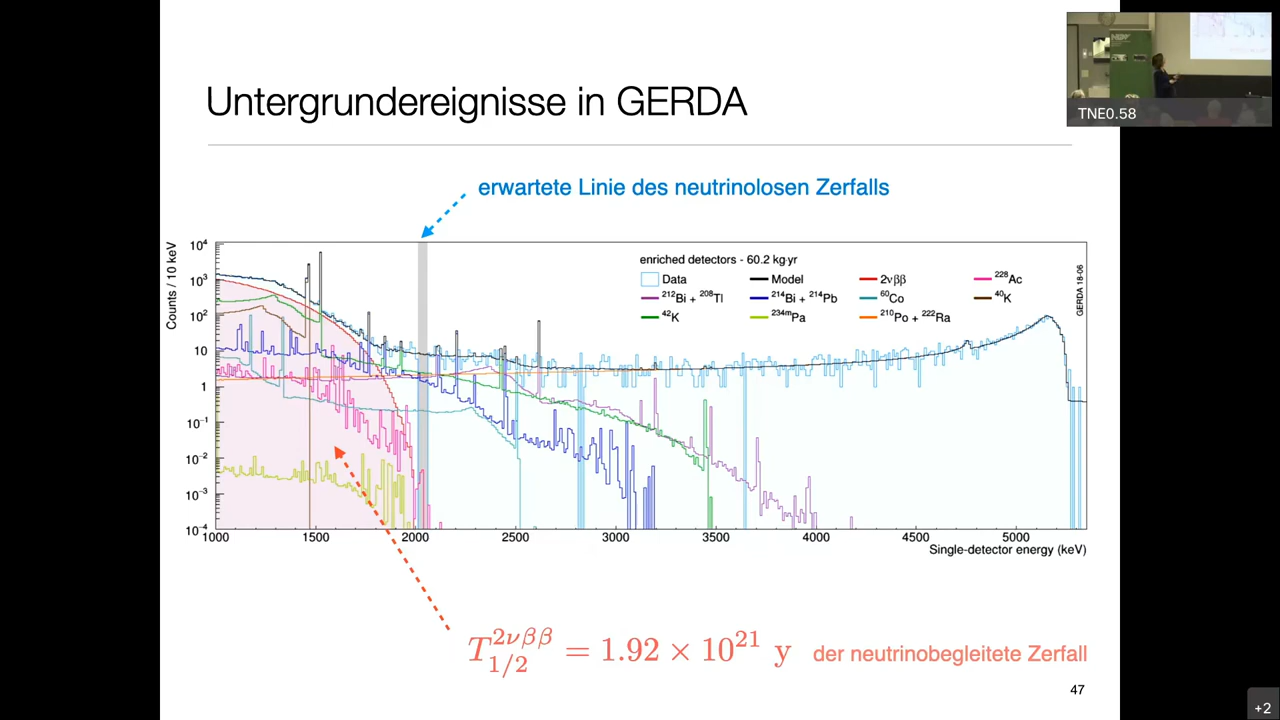 Untergrundereignisse in GERDA
TNE0.58
erwartete Linie des neutrinolosen Zerfalls
Counts / 10 keV
10⁴
10³
10²
10
1
10⁻¹
10⁻²
10⁻³
10⁻⁴
enriched detectors - 60.2 kg·yr
Data
Model
2νββ
²²⁸Ac
²¹²Bi + ²⁰⁸Tl
²¹⁴Bi + ²¹⁴Pb
⁶⁰Co
⁴⁰K
⁴²K
²³⁴ᵐPa
²¹⁰Po + ²²²Ra
GERDA 18-06
1000 1500 2000 2500 3000 3500 4000 4500 5000
Single-detector energy (keV)
T₁/₂²ᵛᵝᵝ = 1.92 × 10²¹ y der neutrinobegleitete Zerfall
47
+2